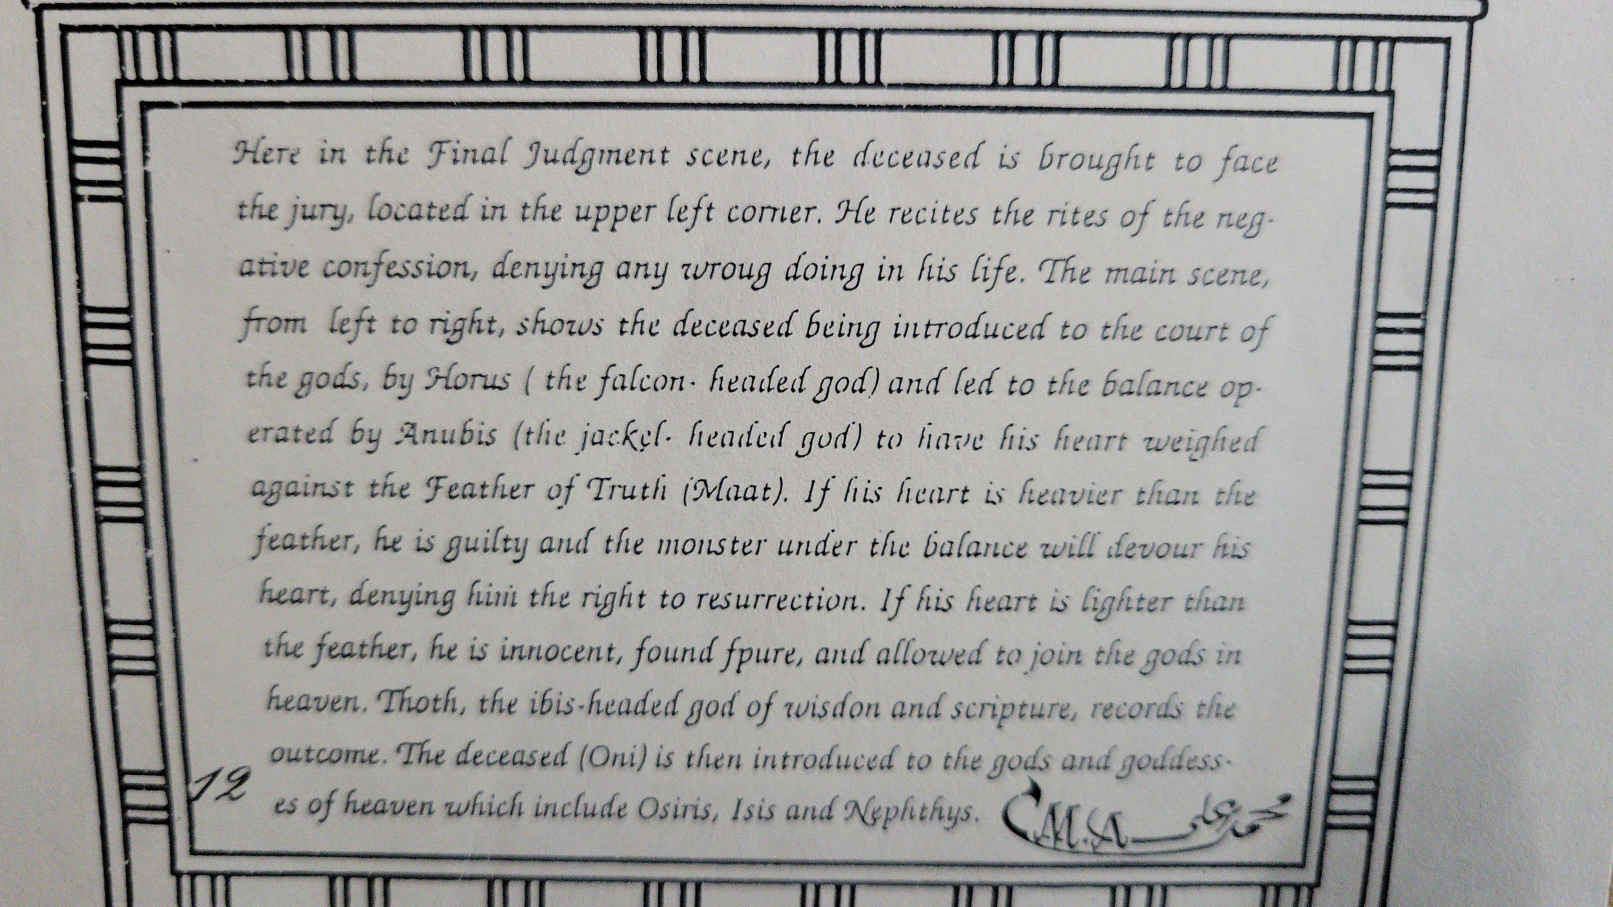 Here in the Final Judgment scene, the deceased is brought to face
the jury, located in the upper left corner. He recites the rites of the neg-
ative confession, denying any wroug doing in his life. The main scene,
from left to right, shows the deceased being introduced to the court of
the gods, by Horus ( the falcon- headed god) and led to the balance op-
erated by Anubis (the jackel- headed god) to have his heart weighed
against the Feather of Truth (Maat). If his heart is heavier than the
feather, he is guilty and the monster under the balance will devour his
heart, denying him the right to resurrection. If his heart is lighter than
the feather, he is innocent, found fpure, and allowed to join the gods in
heaven. Thoth, the ibis-headed god of wisdon and scripture, records the
outcome. The deceased (Oni) is then introduced to the gods and goddess-
es of heaven which include Osiris, Isis and Nephthys.
12
M.A